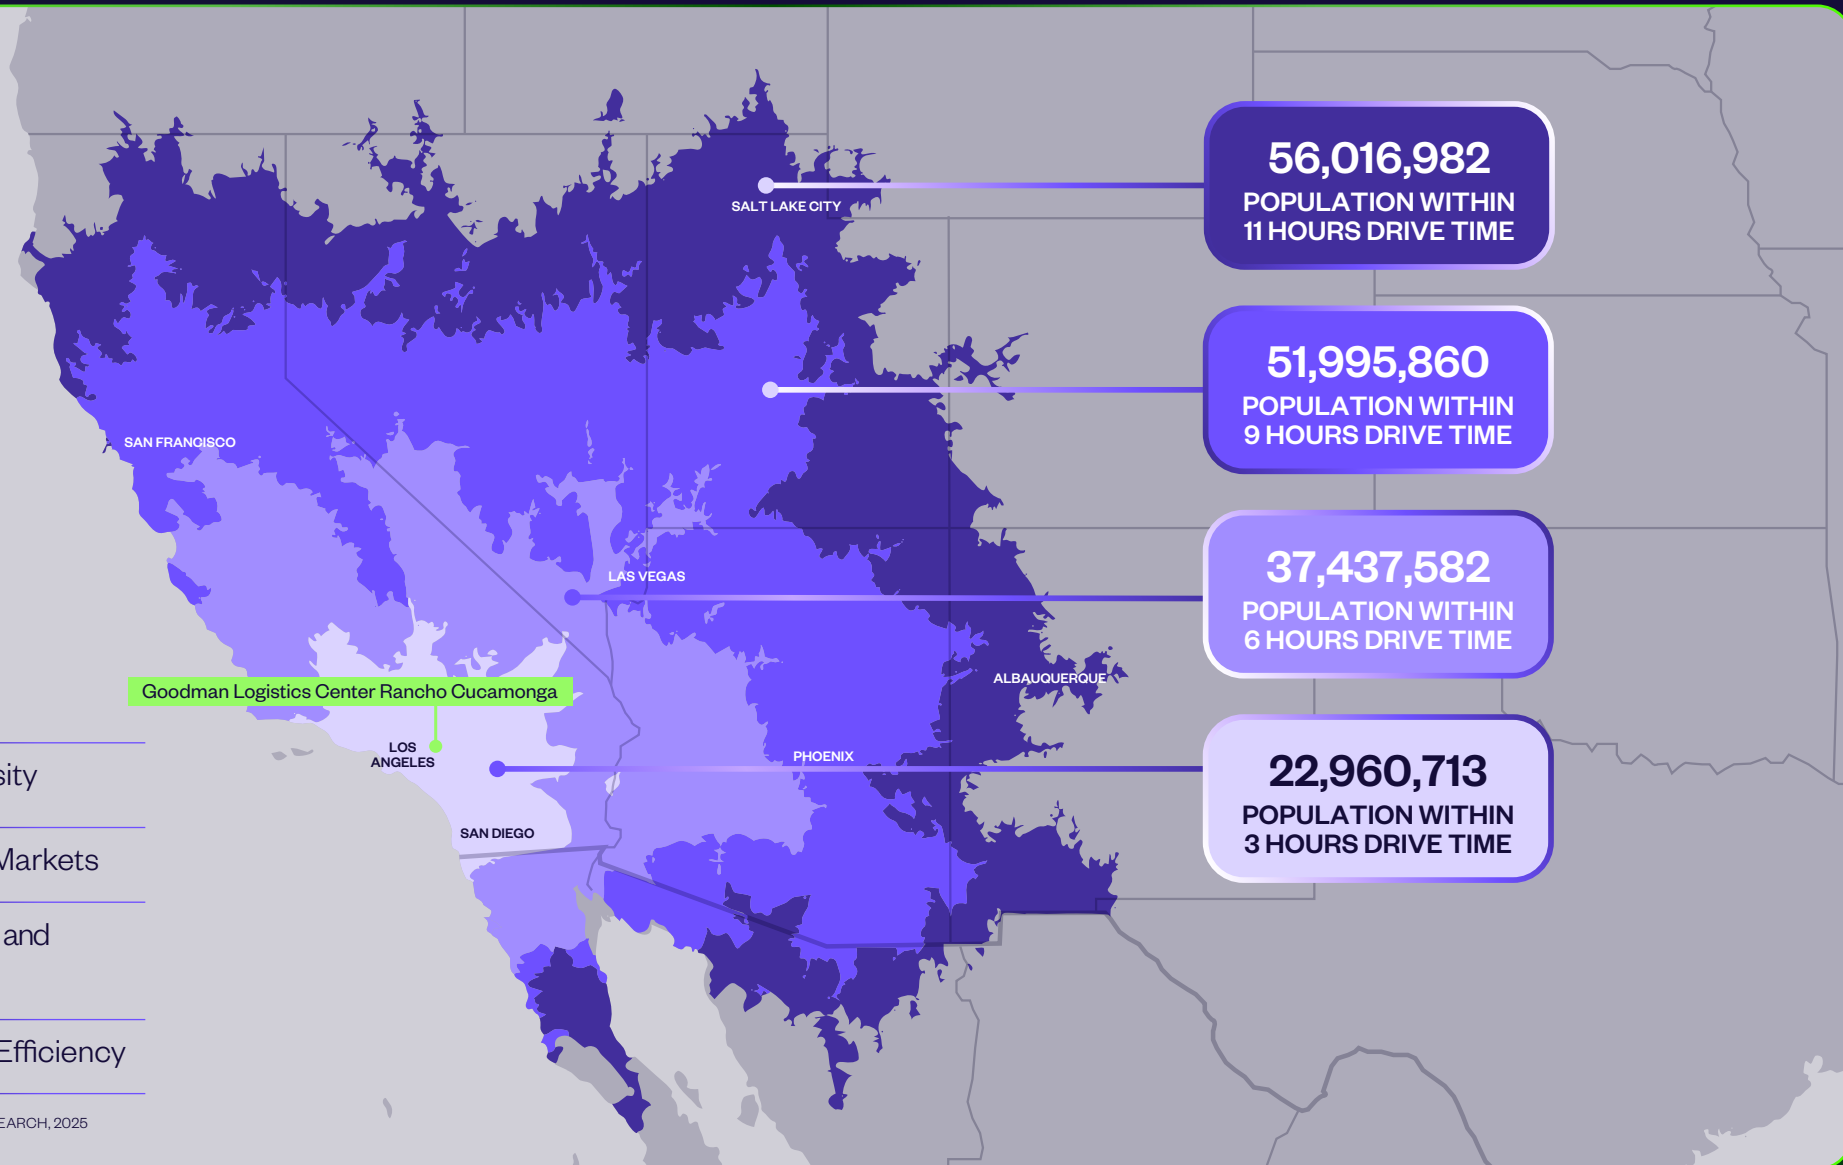 56,016,982
POPULATION WITHIN
11 HOURS DRIVE TIME
SALT LAKE CITY
51,995,860
POPULATION WITHIN
9 HOURS DRIVE TIME
SAN FRANCISCO
37,437,582
POPULATION WITHIN
6 HOURS DRIVE TIME
LAS VEGAS
ALBAUQUERQUE
Goodman Logistics Center Rancho Cucamonga
LOS
ANGELES
PHOENIX
22,960,713
POPULATION WITHIN
3 HOURS DRIVE TIME
SAN DIEGO
sity
Markets
and
Efficiency
EARCH, 2025